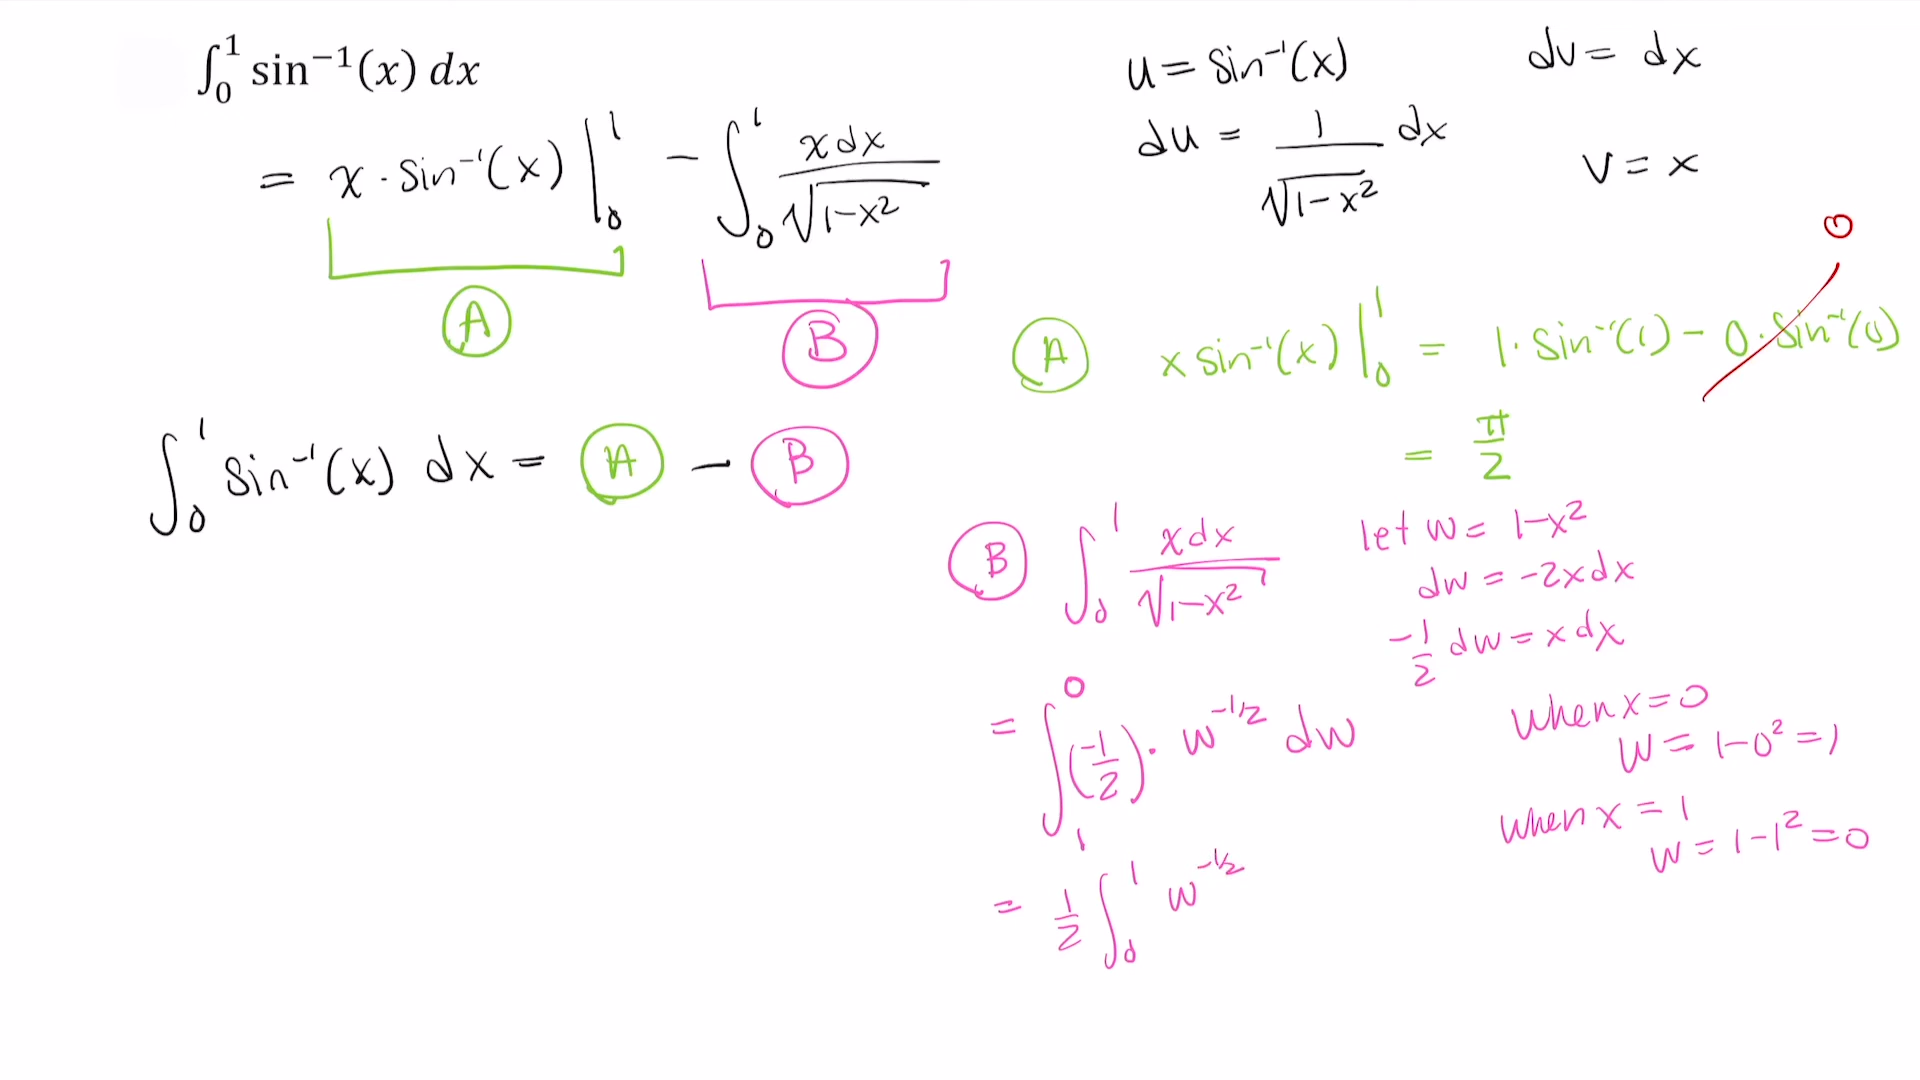 ∫₀¹ sin⁻¹(x) dx
= x · sin⁻¹(x) |₀¹ − ∫₀¹ x dx / √(1−x²)
A
B
∫₀¹ sin⁻¹(x) dx = A − B
u = sin⁻¹(x) dv = dx
du = 1/√(1−x²) dx v = x
0
A x sin⁻¹(x) |₀¹ = 1 · sin⁻¹(1) − 0 · sin⁻¹(0)
= π/2
B ∫₀¹ x dx / √(1−x²)
let w = 1−x²
dw = −2x dx
−1/2 dw = x dx
when x = 0
w = 1−0² = 1
when x = 1
w = 1−1² = 0
= ∫₁⁰ (−1/2) · w^(−1/2) dw
= 1/2 ∫₀¹ w^(−1/2)